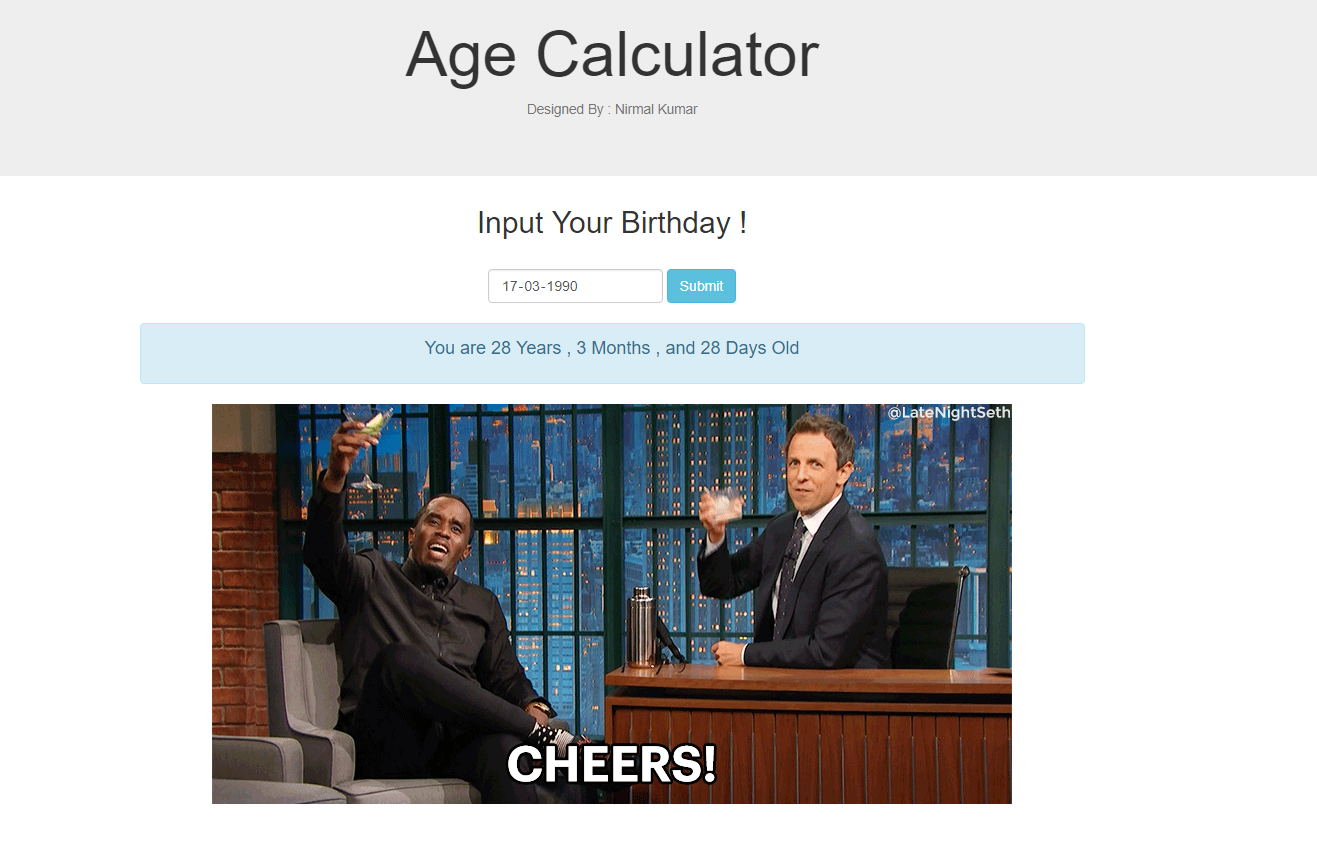 Age Calculator
Designed By : Nirmal Kumar
Input Your Birthday !
17-03-1990
Submit
You are 28 Years , 3 Months , and 28 Days Old
@LateNightSeth
CHEERS!